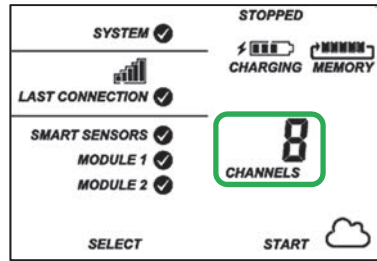 STOPPED
SYSTEM
CHARGING MEMORY
LAST CONNECTION
SMART SENSORS
8
MODULE 1
CHANNELS
MODULE 2
SELECT START